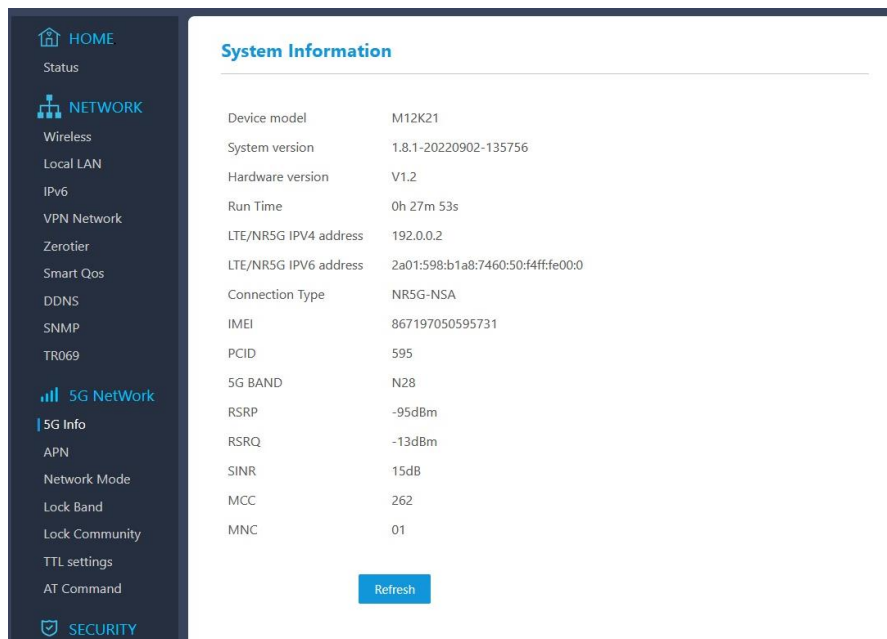 HOME
Status
NETWORK
Wireless
Local LAN
IPv6
VPN Network
Zerotier
Smart Qos
DDNS
SNMP
TR069
5G NetWork
5G Info
APN
Network Mode
Lock Band
Lock Community
TTL settings
AT Command
SECURITY
System Information
Device model M12K21
System version 1.8.1-20220902-135756
Hardware version V1.2
Run Time 0h 27m 53s
LTE/NR5G IPV4 address 192.0.0.2
LTE/NR5G IPV6 address 2a01:598:b1a8:7460:50:f4ff:fe00:0
Connection Type NR5G-NSA
IMEI 867197050595731
PCID 595
5G BAND N28
RSRP -95dBm
RSRQ -13dBm
SINR 15dB
MCC 262
MNC 01
Refresh